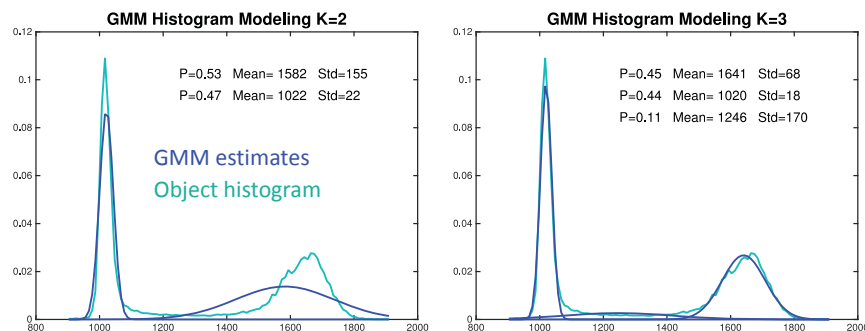 GMM Histogram Modeling K=2
0.12
0.1
0.08
0.06
0.04
0.02
0
P=0.53 Mean= 1582 Std=155
P=0.47 Mean= 1022 Std=22
GMM estimates
Object histogram
800 1000 1200 1400 1600 1800 2000
GMM Histogram Modeling K=3
0.12
0.1
0.08
0.06
0.04
0.02
0
P=0.45 Mean= 1641 Std=68
P=0.44 Mean= 1020 Std=18
P=0.11 Mean= 1246 Std=170
800 1000 1200 1400 1600 1800 2000